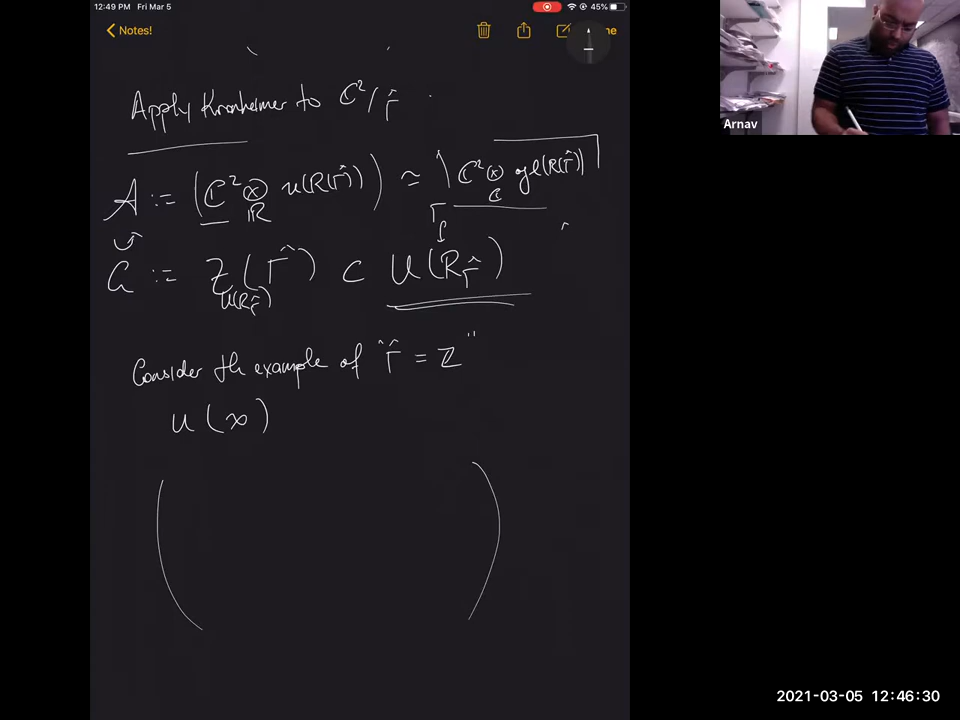 12:49 PM Fri Mar 5
45%
Notes!
Apply Kronheimer to ℂ²/Γ̂
A := (ℂ² ⊗_ℝ u(R(Γ̂))) ≃ ℂ² ⊗_ℂ gl(R(Γ̂))
Γ
G := Z_{U(R_Γ̂)}(Γ̂) ⊂ U(R_Γ̂)
Consider the example of Γ̂ = ℤ
u(∞)
Arnav
2021-03-05 12:46:30